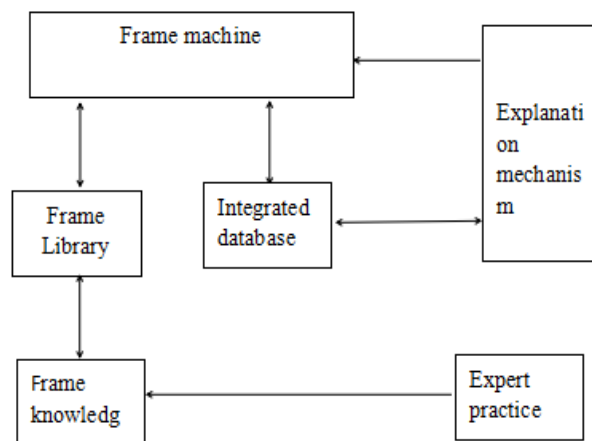 Frame machine
Explanati
on
mechanis
m
Frame
Library
Integrated
database
Frame
knowledg
Expert
practice